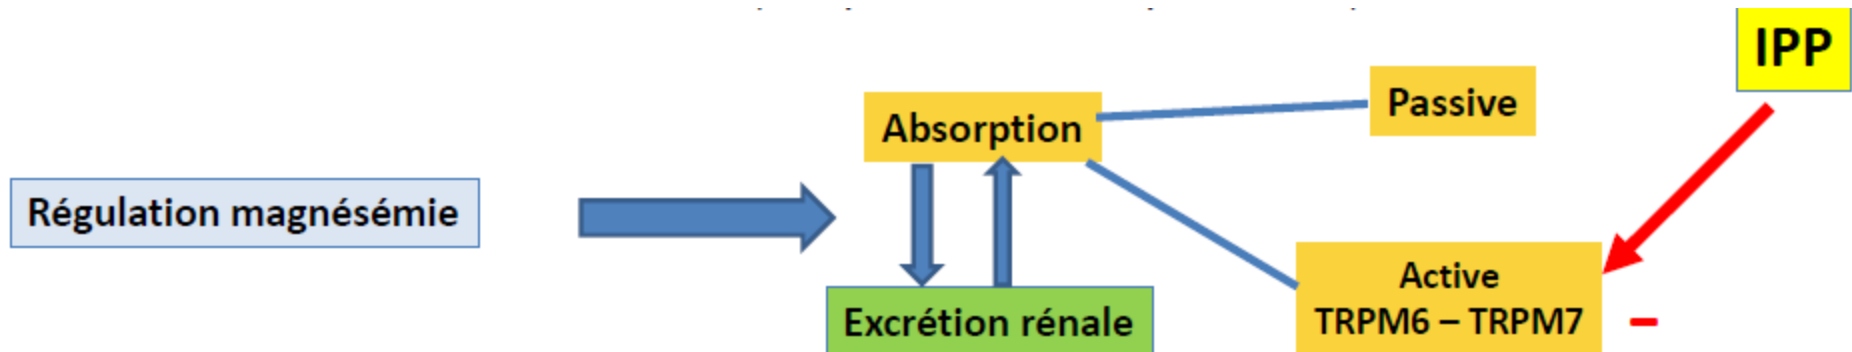 IPP
Passive
Absorption
Régulation magnésémie
Active
TRPM6 – TRPM7 –
Excrétion rénale